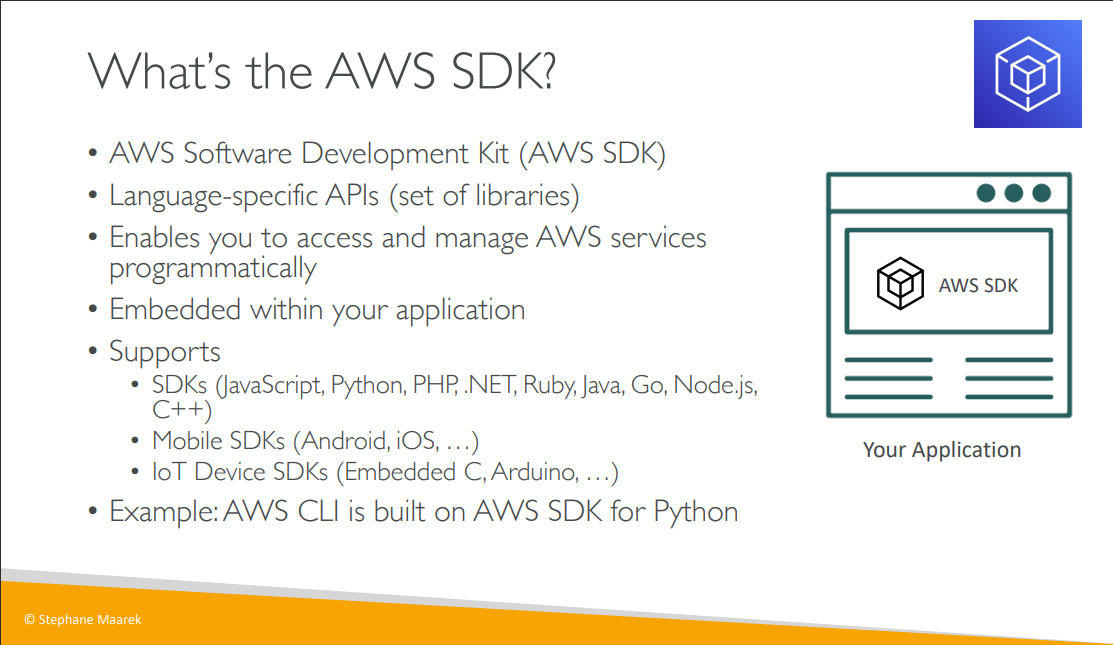 What's the AWS SDK?
• AWS Software Development Kit (AWS SDK)
• Language-specific APIs (set of libraries)
• Enables you to access and manage AWS services
programmatically
• Embedded within your application
• Supports
• SDKs (JavaScript, Python, PHP, .NET, Ruby, Java, Go, Node.js,
C++)
• Mobile SDKs (Android, iOS, …)
• IoT Device SDKs (Embedded C, Arduino, …)
• Example: AWS CLI is built on AWS SDK for Python
AWS SDK
Your Application
© Stephane Maarek